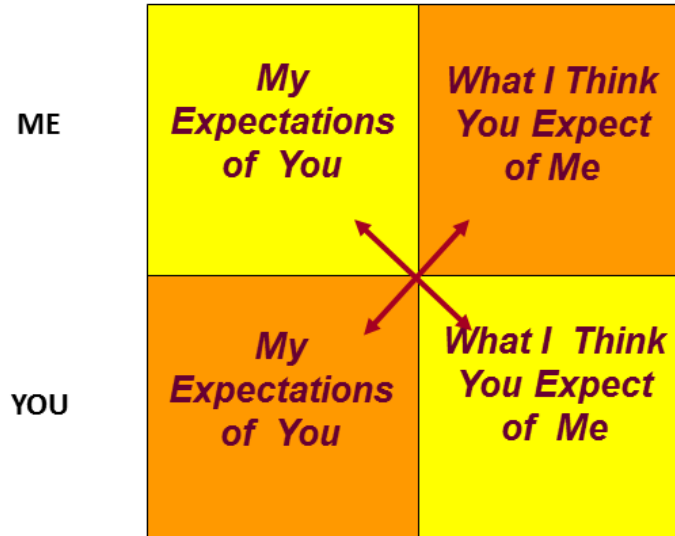 ME
My
Expectations
of You
What I Think
You Expect
of Me
YOU
My
Expectations
of You
What I Think
You Expect
of Me